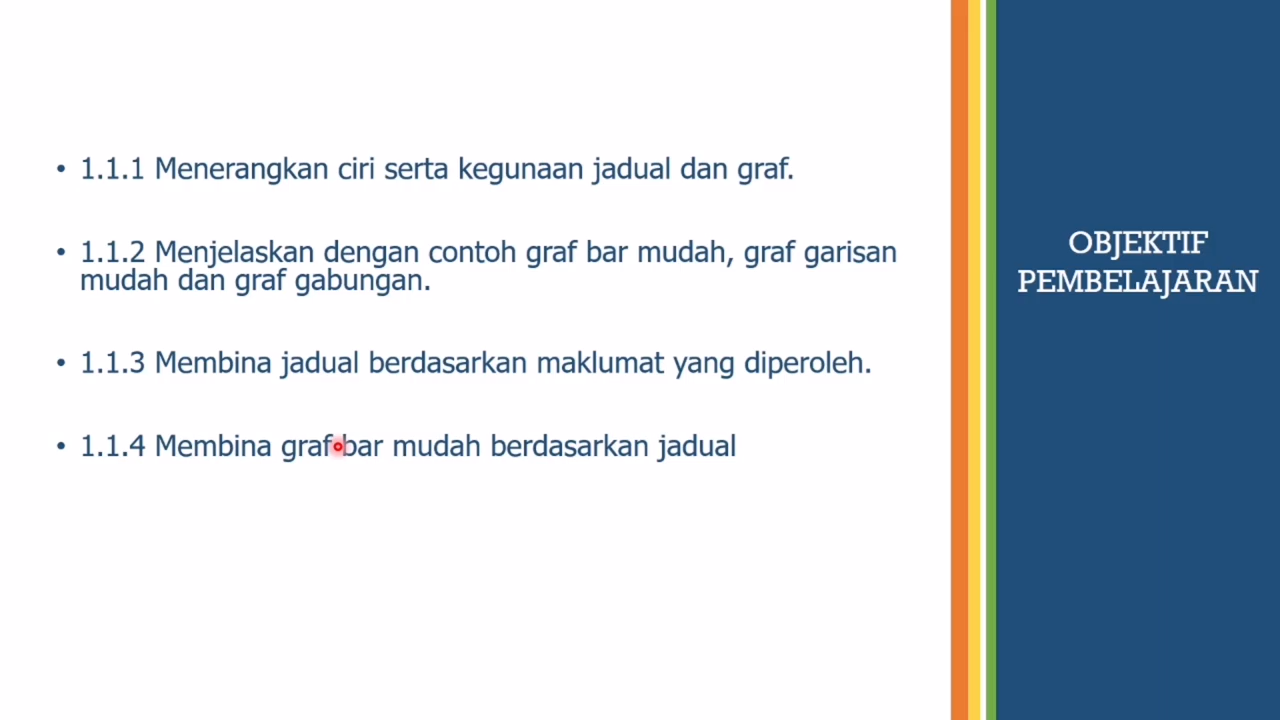 • 1.1.1 Menerangkan ciri serta kegunaan jadual dan graf.
• 1.1.2 Menjelaskan dengan contoh graf bar mudah, graf garisan
mudah dan graf gabungan.
• 1.1.3 Membina jadual berdasarkan maklumat yang diperoleh.
• 1.1.4 Membina graf bar mudah berdasarkan jadual
OBJEKTIF
PEMBELAJARAN